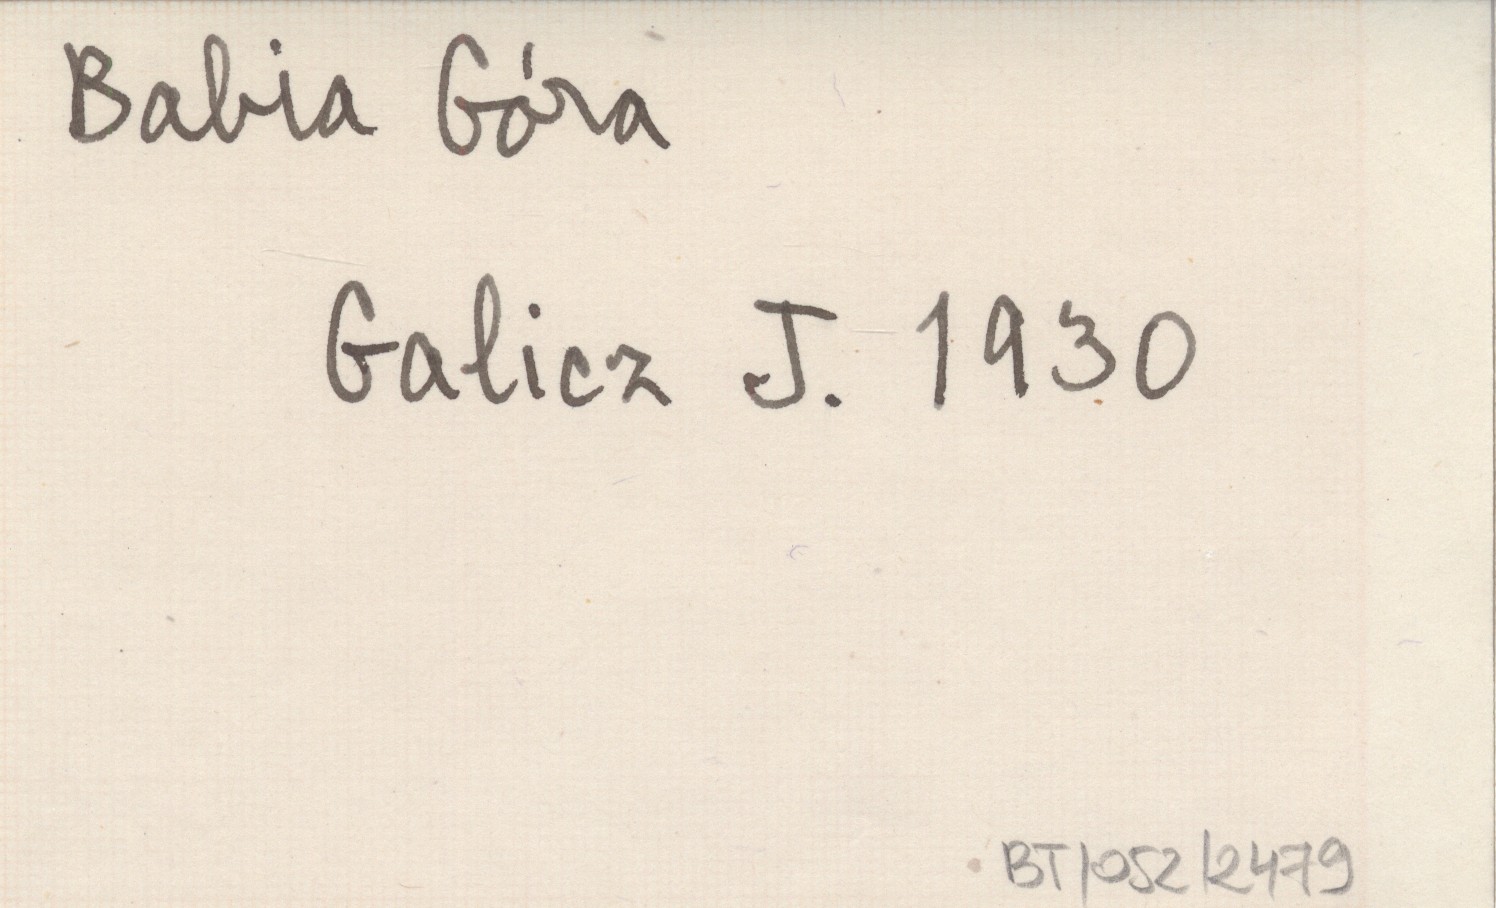 Babia Góra
Galicz J. 1930
BT/052/2479